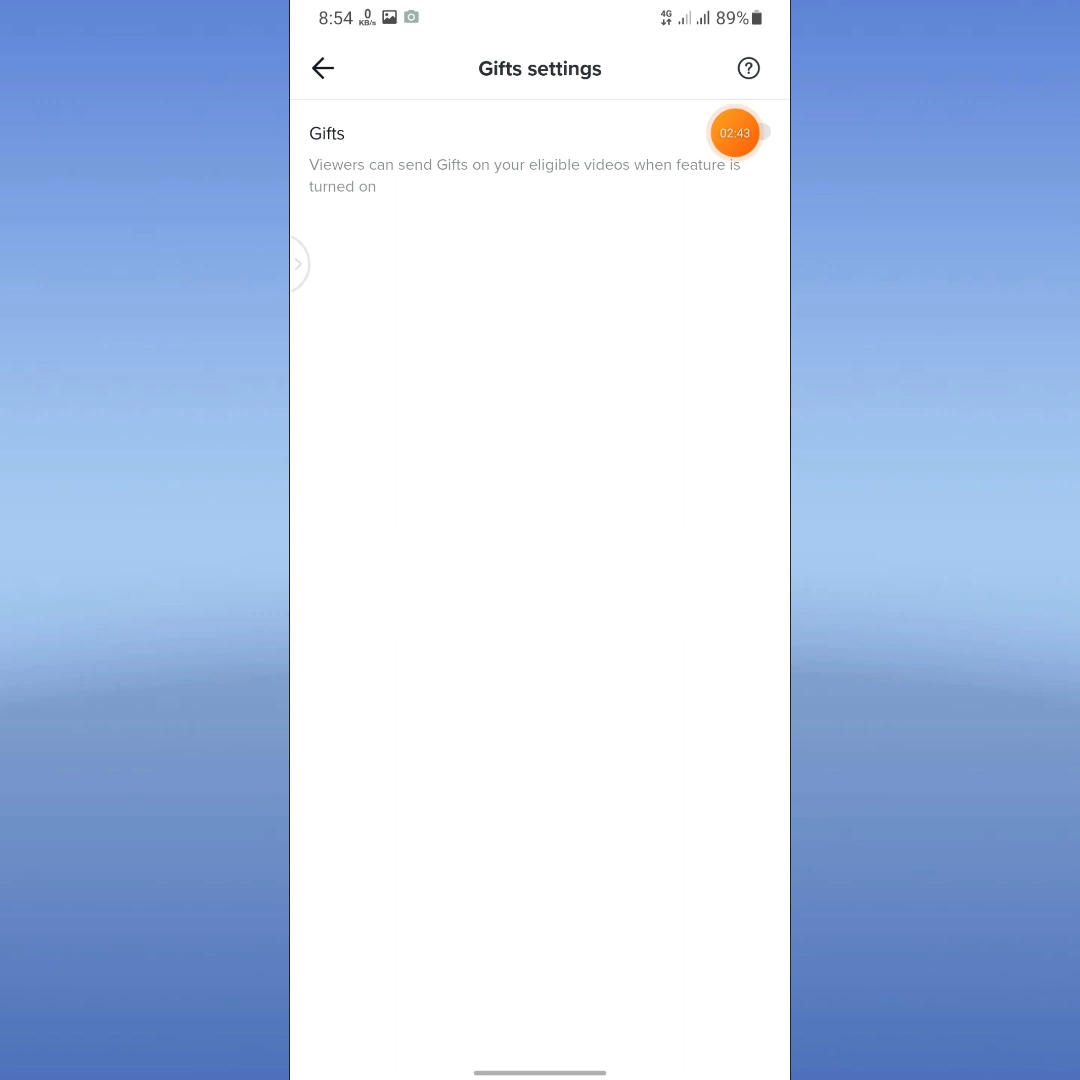 8:54 0 KB/s 4G 89%
Gifts settings
Gifts 02:43
Viewers can send Gifts on your eligible videos when feature is
turned on